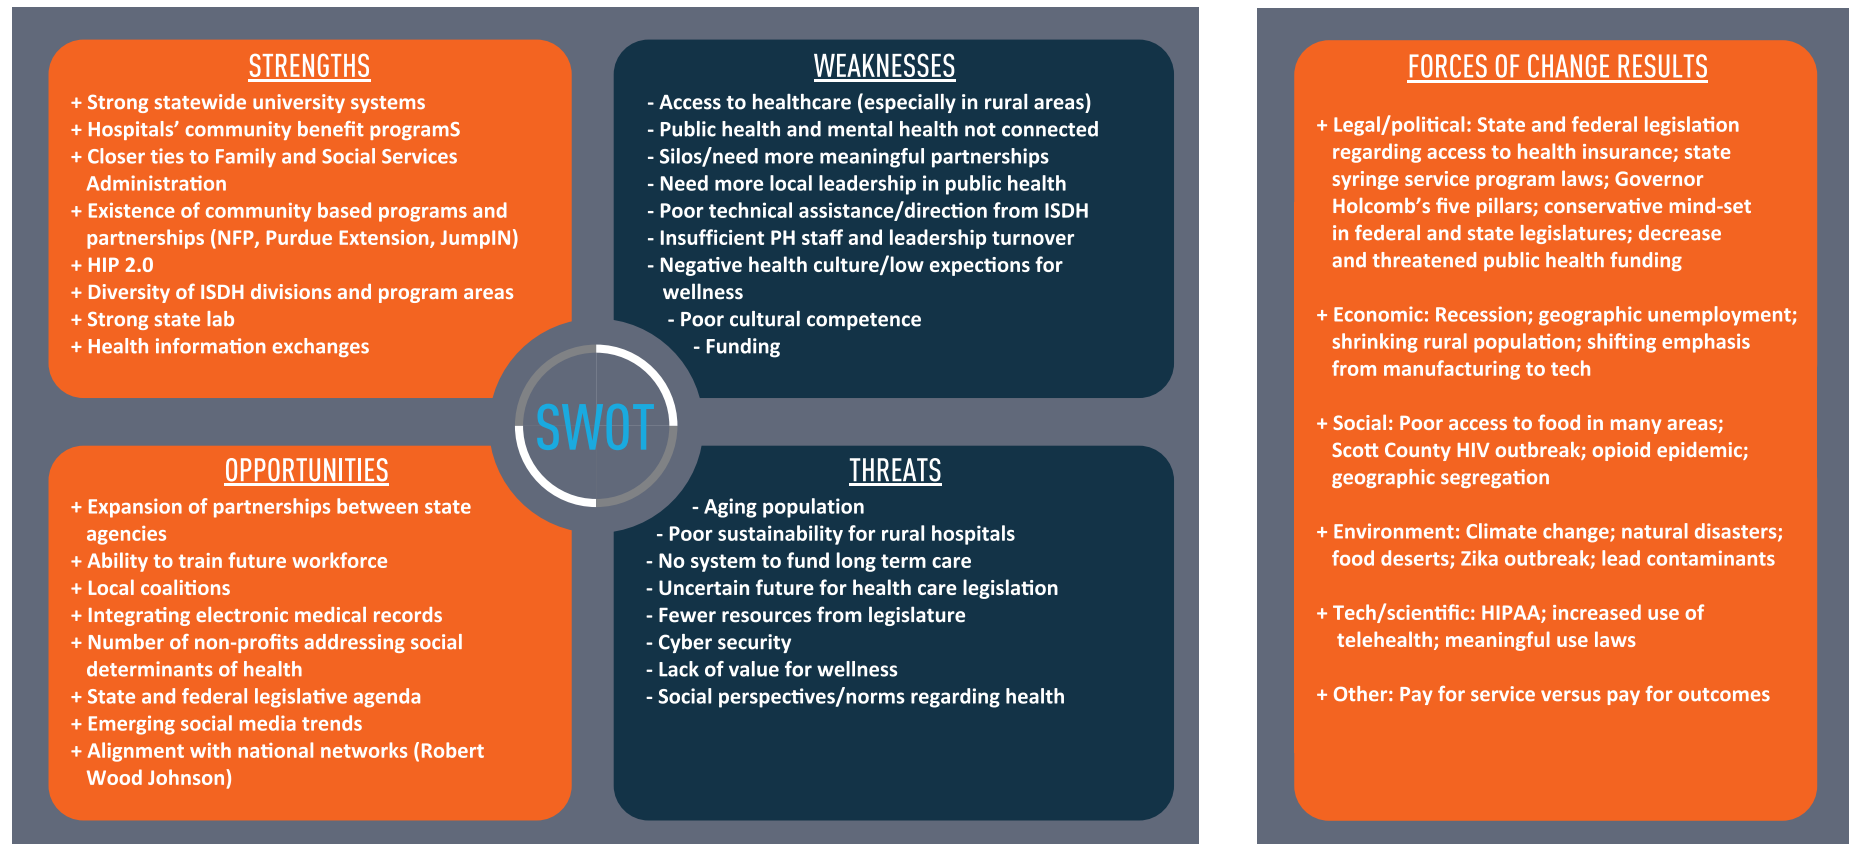 STRENGTHS
+ Strong statewide university systems
+ Hospitals' community benefit programS
+ Closer ties to Family and Social Services
Administration
+ Existence of community based programs and
partnerships (NFP, Purdue Extension, JumpIN)
+ HIP 2.0
+ Diversity of ISDH divisions and program areas
+ Strong state lab
+ Health information exchanges
WEAKNESSES
- Access to healthcare (especially in rural areas)
- Public health and mental health not connected
- Silos/need more meaningful partnerships
- Need more local leadership in public health
- Poor technical assistance/direction from ISDH
- Insufficient PH staff and leadership turnover
- Negative health culture/low expections for
wellness
- Poor cultural competence
- Funding
SWOT
OPPORTUNITIES
+ Expansion of partnerships between state
agencies
+ Ability to train future workforce
+ Local coalitions
+ Integrating electronic medical records
+ Number of non-profits addressing social
determinants of health
+ State and federal legislative agenda
+ Emerging social media trends
+ Alignment with national networks (Robert
Wood Johnson)
THREATS
- Aging population
- Poor sustainability for rural hospitals
- No system to fund long term care
- Uncertain future for health care legislation
- Fewer resources from legislature
- Cyber security
- Lack of value for wellness
- Social perspectives/norms regarding health
FORCES OF CHANGE RESULTS
+ Legal/political: State and federal legislation
regarding access to health insurance; state
syringe service program laws; Governor
Holcomb's five pillars; conservative mind-set
in federal and state legislatures; decrease
and threatened public health funding
+ Economic: Recession; geographic unemployment;
shrinking rural population; shifting emphasis
from manufacturing to tech
+ Social: Poor access to food in many areas;
Scott County HIV outbreak; opioid epidemic;
geographic segregation
+ Environment: Climate change; natural disasters;
food deserts; Zika outbreak; lead contaminants
+ Tech/scientific: HIPAA; increased use of
telehealth; meaningful use laws
+ Other: Pay for service versus pay for outcomes